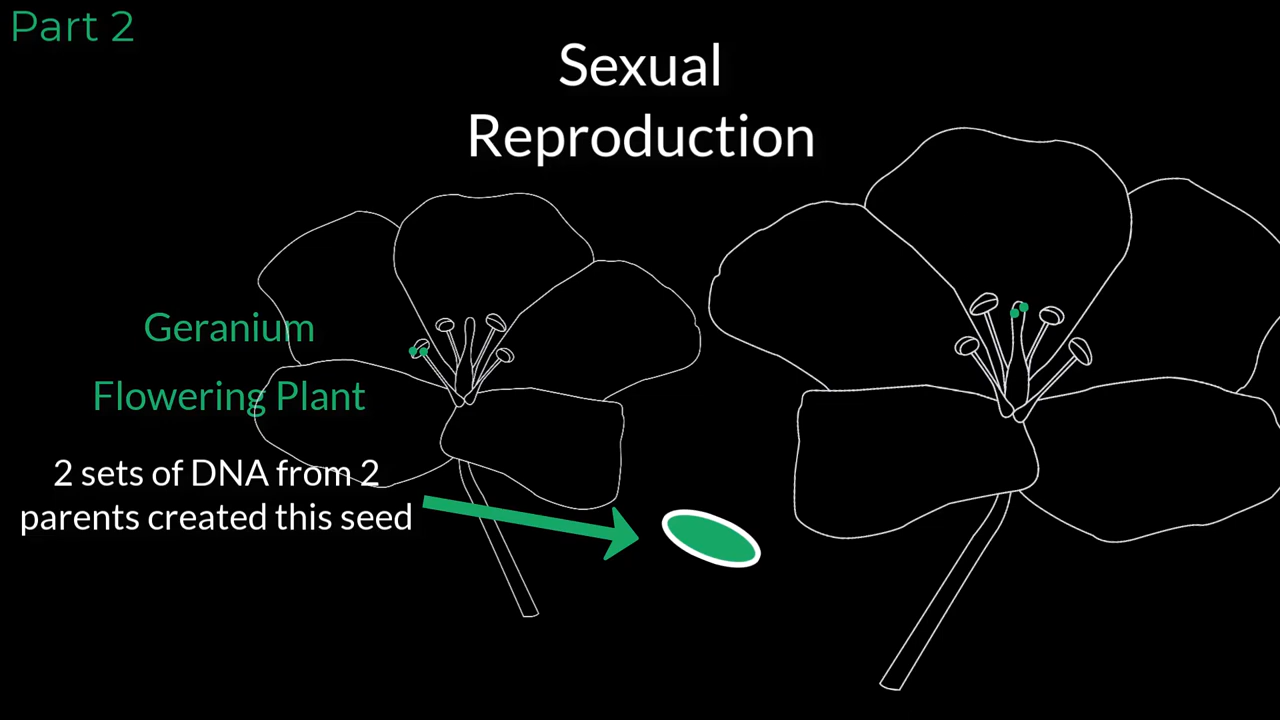 Part 2
Sexual
Reproduction
Geranium
Flowering Plant
2 sets of DNA from 2
parents created this seed